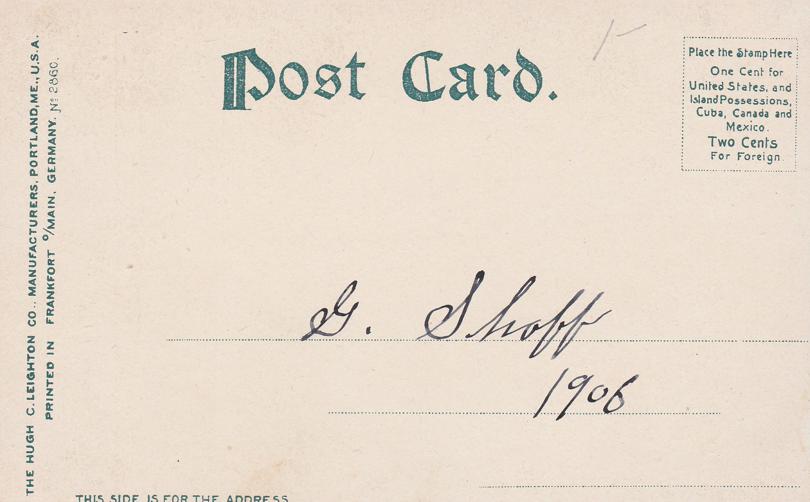 Post Card.
Place the Stamp Here
One Cent for
United States, and
Island Possessions,
Cuba, Canada and
Mexico.
Two Cents
For Foreign.
THE HUGH C. LEIGHTON CO., MANUFACTURERS, PORTLAND, ME., U.S.A.
PRINTED IN FRANKFORT o/MAIN, GERMANY. No 2860.
G. Shoff
1906
THIS SIDE IS FOR THE ADDRESS